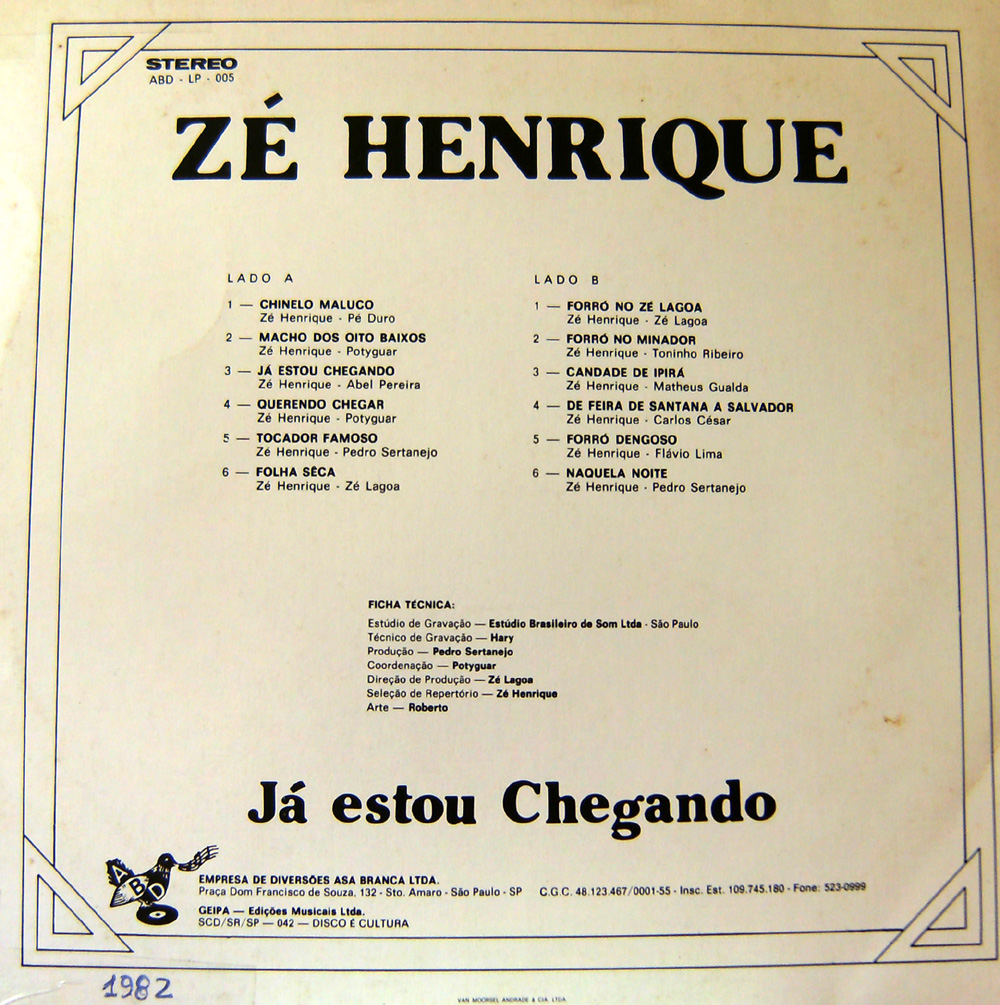 STEREO
ABD - LP - 005
ZÉ HENRIQUE
LADO A
1 — CHINELO MALUCO
Zé Henrique - Pé Duro
2 — MACHO DOS OITO BAIXOS
Zé Henrique - Potyguar
3 — JÁ ESTOU CHEGANDO
Zé Henrique - Abel Pereira
4 — QUERENDO CHEGAR
Zé Henrique - Potyguar
5 — TOCADOR FAMOSO
Zé Henrique - Pedro Sertanejo
6 — FOLHA SÊCA
Zé Henrique - Zé Lagoa
LADO B
1 — FORRÓ NO ZÉ LAGOA
Zé Henrique - Zé Lagoa
2 — FORRÓ NO MINADOR
Zé Henrique - Toninho Ribeiro
3 — CANDADE DE IPIRÁ
Zé Henrique - Matheus Gualda
4 — DE FEIRA DE SANTANA A SALVADOR
Zé Henrique - Carlos César
5 — FORRÓ DENGOSO
Zé Henrique - Flávio Lima
6 — NAQUELA NOITE
Zé Henrique - Pedro Sertanejo
FICHA TÉCNICA:
Estúdio de Gravação — Estúdio Brasileiro de Som Ltda - São Paulo
Técnico de Gravação — Hary
Produção — Pedro Sertanejo
Coordenação — Potyguar
Direção de Produção — Zé Lagoa
Seleção de Repertório — Zé Henrique
Arte — Roberto
Já estou Chegando
ABD
EMPRESA DE DIVERSÕES ASA BRANCA LTDA.
Praça Dom Francisco de Souza, 132 - Sto. Amaro - São Paulo - SP C.G.C. 48.123.467/0001-55 - Insc. Est. 109.745.180 - Fone: 523-0999
GEIPA — Edições Musicais Ltda.
SCD/SR/SP — 042 — DISCO É CULTURA
1982
VAN MOORSEL ANDRADE & CIA. LTDA.